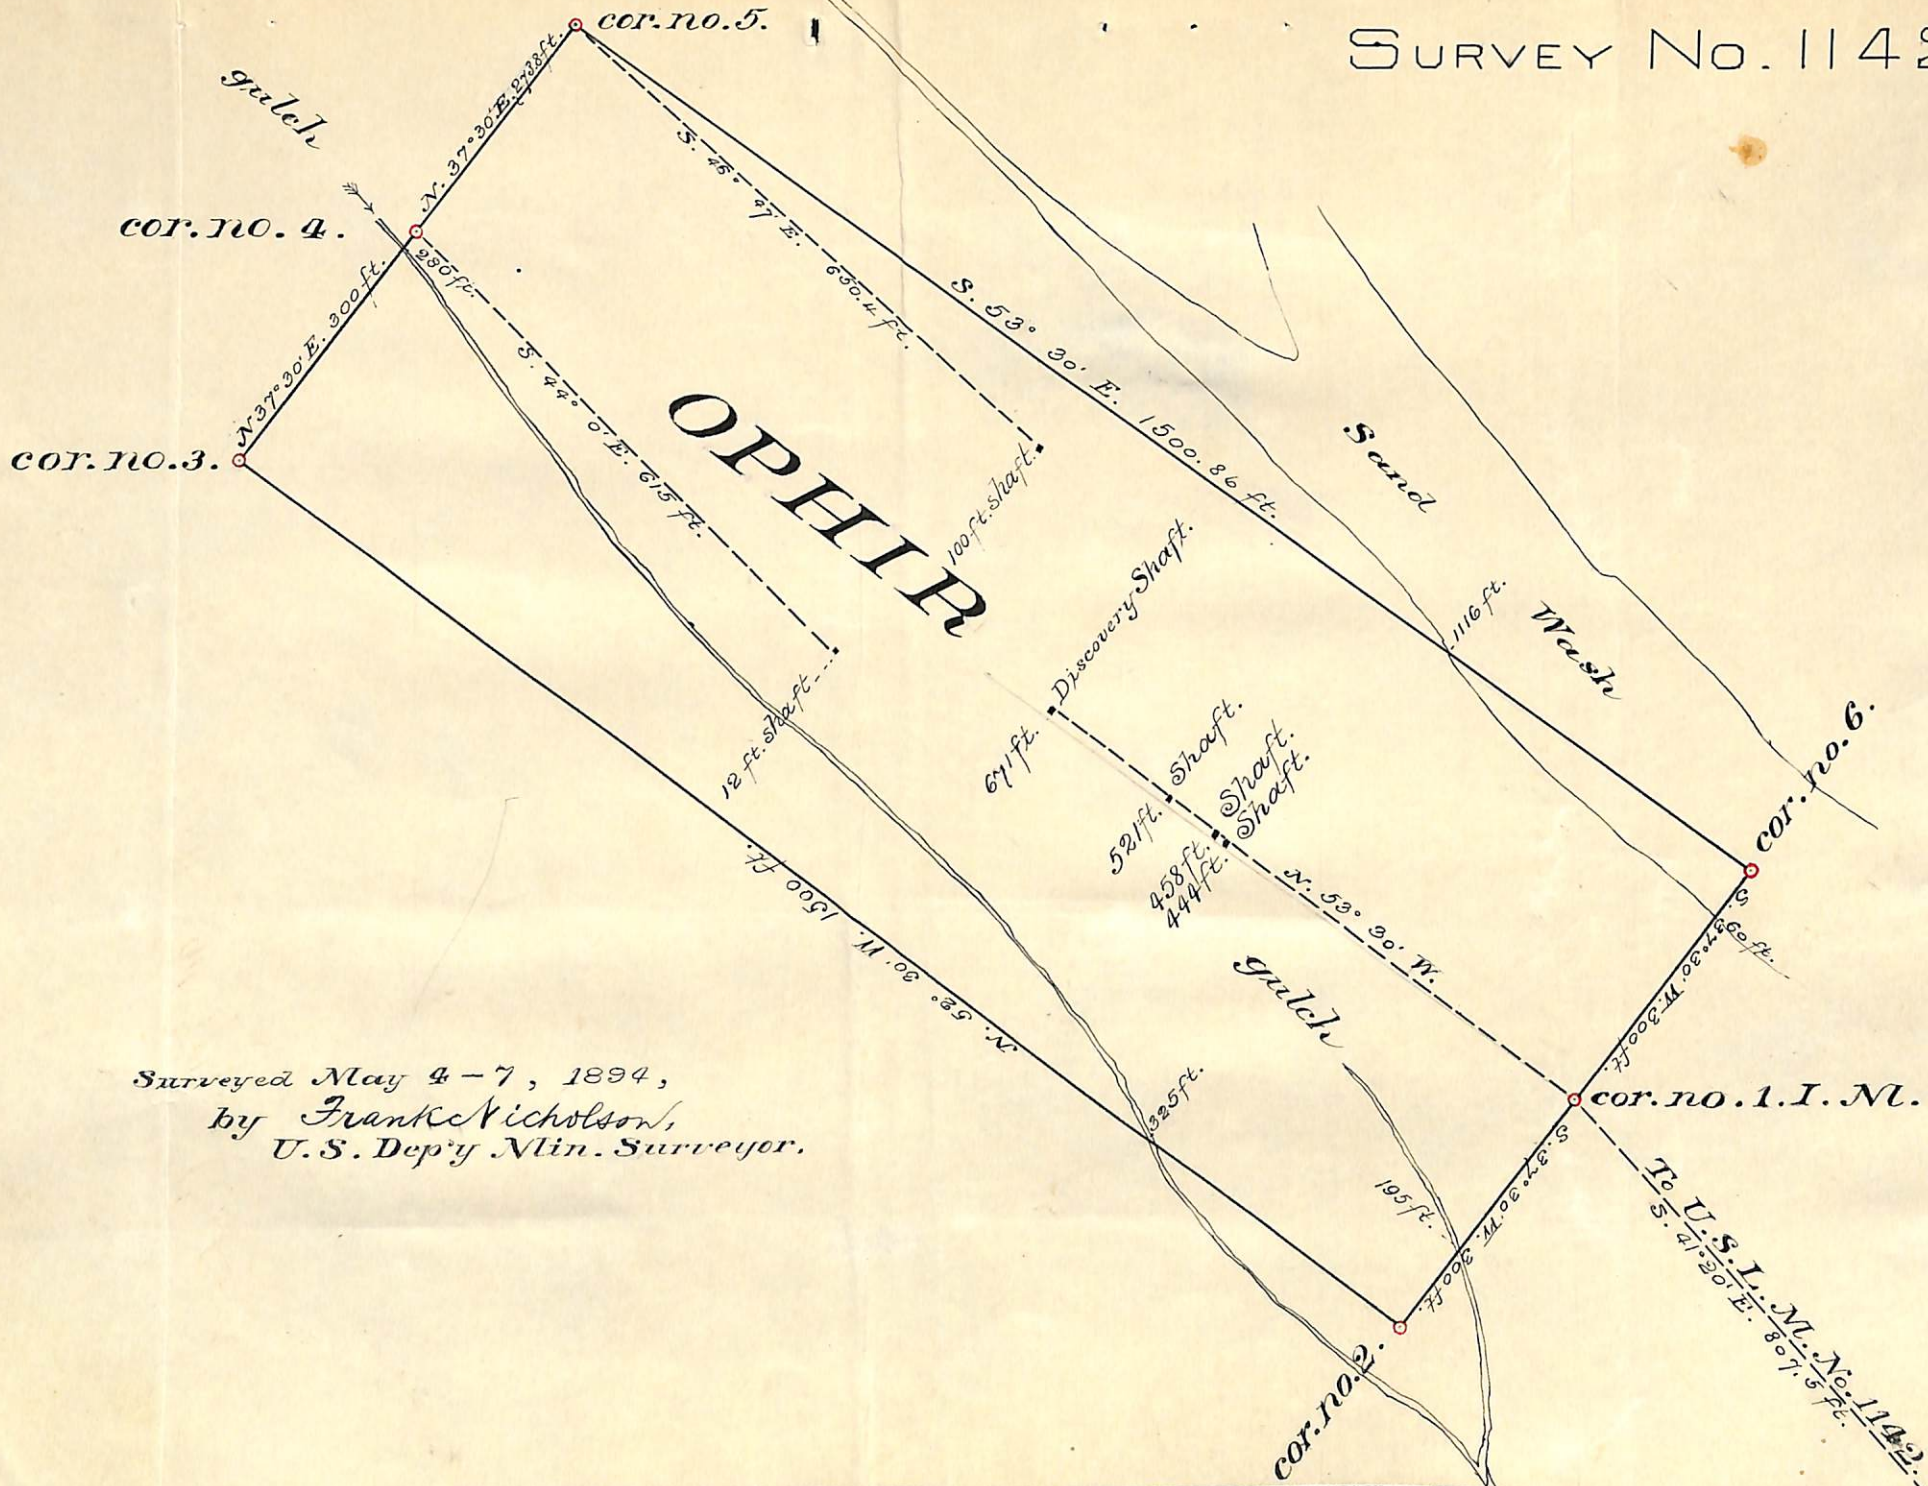 SURVEY No. 1142
cor. no. 5.
gulch
N. 37° 30' E. 273.8 ft.
cor. no. 4.
280 ft.
S. 46° 47' E. 650.4 ft.
N 37° 30' E. 300 ft.
S. 44° 0' E. 615 ft.
S. 53° 30' E. 1500.86 ft.
cor. no. 3.
OPHIR
Sand
Wash
100 ft. shaft.
Discovery Shaft.
1116 ft.
12 ft. shaft
671 ft.
Shaft.
521 ft.
Shaft.
458 ft.
Shaft.
444 ft.
cor. no. 6.
N. 53° 30' W.
60 ft.
S. 37° 30' W. 300 ft.
N. 52° 30' W. 1500 ft.
gulch
cor. no. 1. I. M.
325 ft.
195 ft.
S. 37° 30' W. 300 ft.
To U. S. L. M. No. 1142.
S. 41° 20' E. 807.5 ft.
cor. no. 2.
Surveyed May 4-7, 1894,
by Frank Nicholson,
U. S. Dep'y Min. Surveyor.